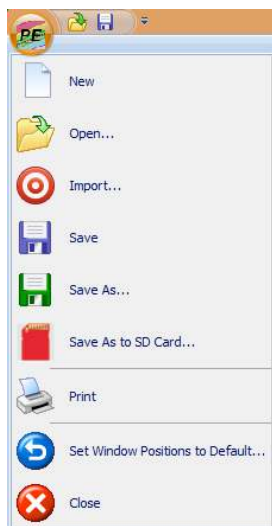 PE
New
Open...
Import...
Save
Save As...
Save As to SD Card...
Print
Set Window Positions to Default...
Close